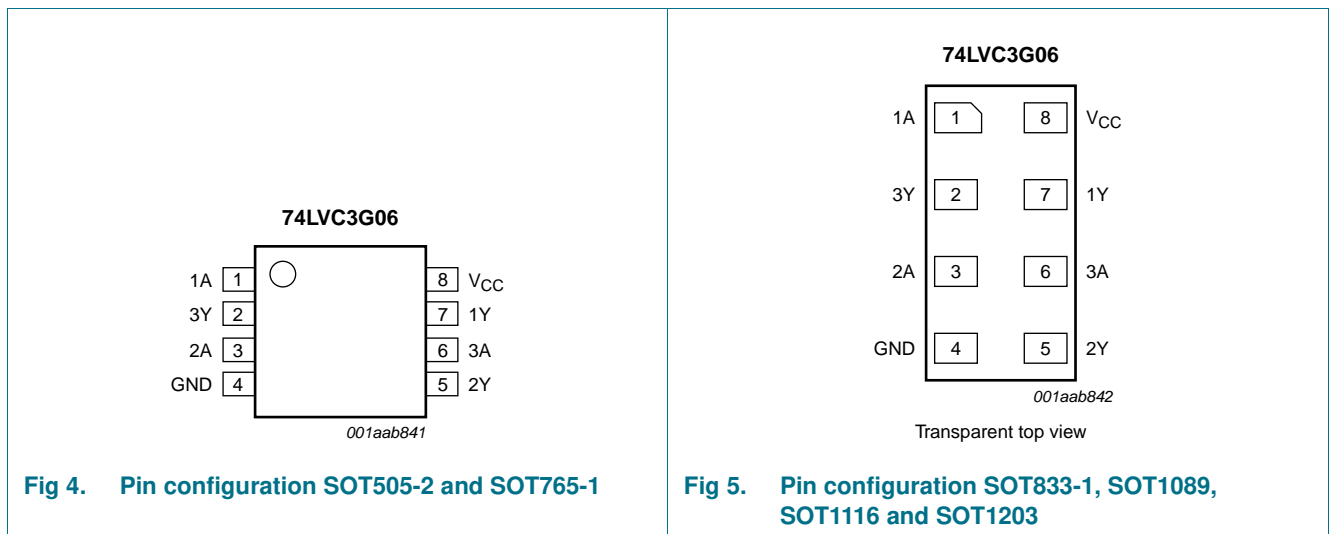 74LVC3G06
1A 1 8 VCC
3Y 2 7 1Y
2A 3 6 3A
GND 4 5 2Y
001aab841
Fig 4. Pin configuration SOT505-2 and SOT765-1
74LVC3G06
1A 1 8 VCC
3Y 2 7 1Y
2A 3 6 3A
GND 4 5 2Y
001aab842
Transparent top view
Fig 5. Pin configuration SOT833-1, SOT1089,
SOT1116 and SOT1203